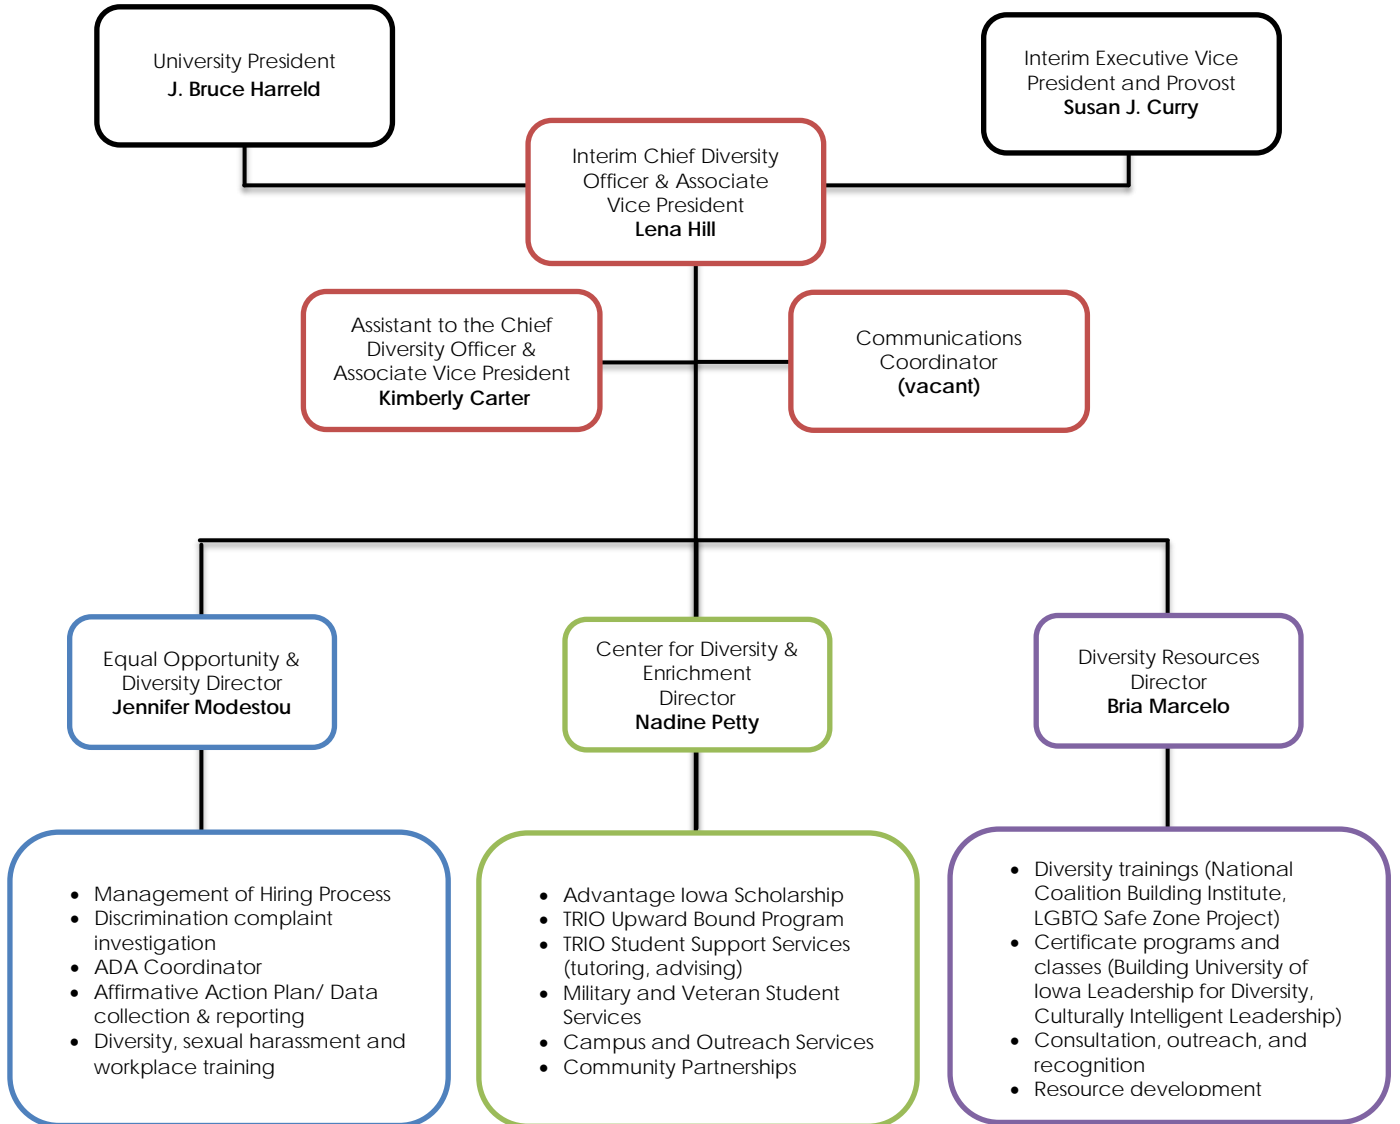 University President
J. Bruce Harreld
Interim Executive Vice
President and Provost
Susan J. Curry
Interim Chief Diversity
Officer & Associate
Vice President
Lena Hill
Assistant to the Chief
Diversity Officer &
Associate Vice President
Kimberly Carter
Communications
Coordinator
(vacant)
Equal Opportunity &
Diversity Director
Jennifer Modestou
Center for Diversity &
Enrichment
Director
Nadine Petty
Diversity Resources
Director
Bria Marcelo
• Management of Hiring Process
• Discrimination complaint
investigation
• ADA Coordinator
• Affirmative Action Plan/ Data
collection & reporting
• Diversity, sexual harassment and
workplace training
• Advantage Iowa Scholarship
• TRIO Upward Bound Program
• TRIO Student Support Services
(tutoring, advising)
• Military and Veteran Student
Services
• Campus and Outreach Services
• Community Partnerships
• Diversity trainings (National
Coalition Building Institute,
LGBTQ Safe Zone Project)
• Certificate programs and
classes (Building University of
Iowa Leadership for Diversity,
Culturally Intelligent Leadership)
• Consultation, outreach, and
recognition
• Resource development